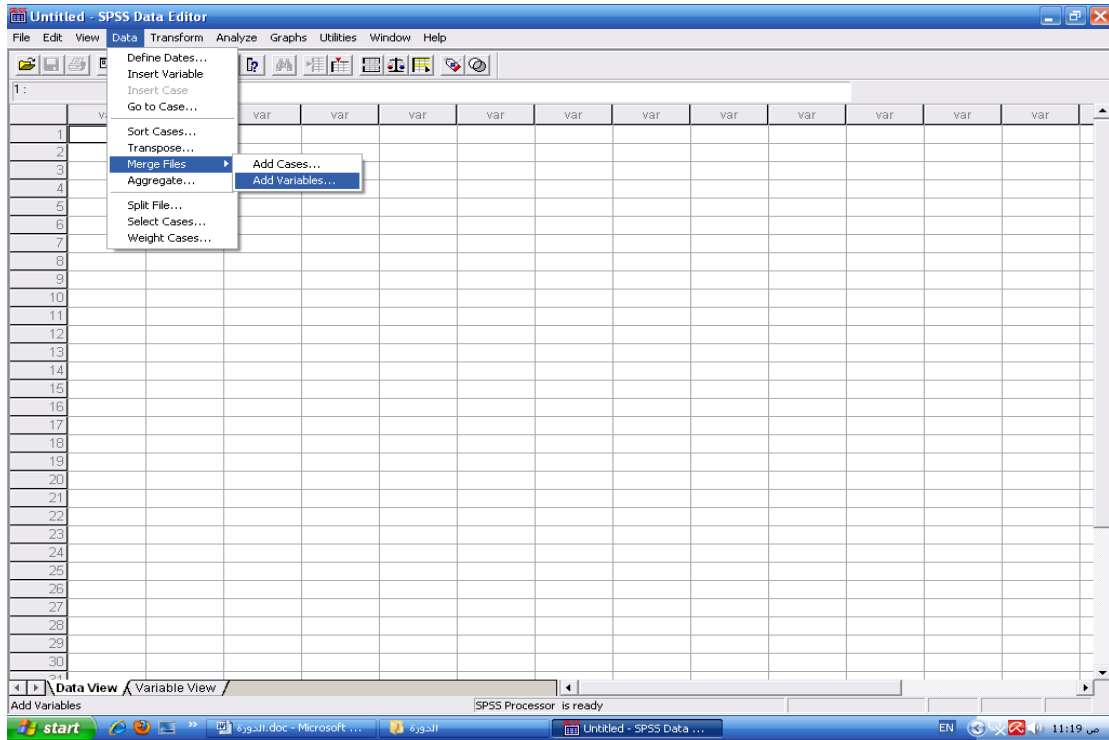 Untitled - SPSS Data Editor
File Edit View Data Transform Analyze Graphs Utilities Window Help
1 :
var var var var var var var var var var var
Define Dates...
Insert Variable
Insert Case
Go to Case...
Sort Cases...
Transpose...
Merge Files
Aggregate...
Split File...
Select Cases...
Weight Cases...
Add Cases...
Add Variables...
1
2
3
4
5
6
7
8
9
10
11
12
13
14
15
16
17
18
19
20
21
22
23
24
25
26
27
28
29
30
31
Data View Variable View
Add Variables SPSS Processor is ready
start الدورة.doc - Microsoft ... الدورة Untitled - SPSS Data ... EN 11:19 ص